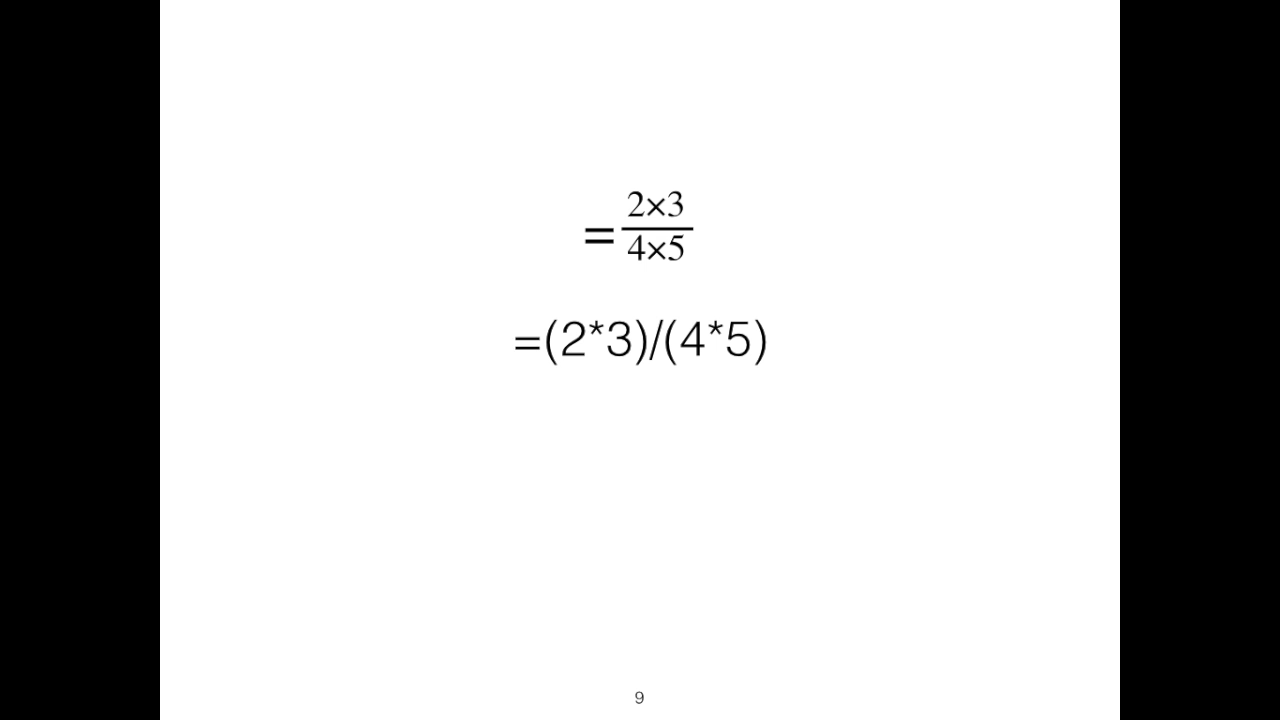 =2×3
4×5
=(2*3)/(4*5)
9